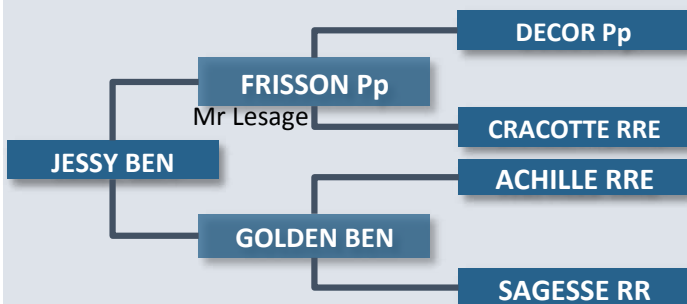 DECOR Pp
FRISSON Pp
Mr Lesage
CRACOTTE RRE
JESSY BEN
ACHILLE RRE
GOLDEN BEN
SAGESSE RR